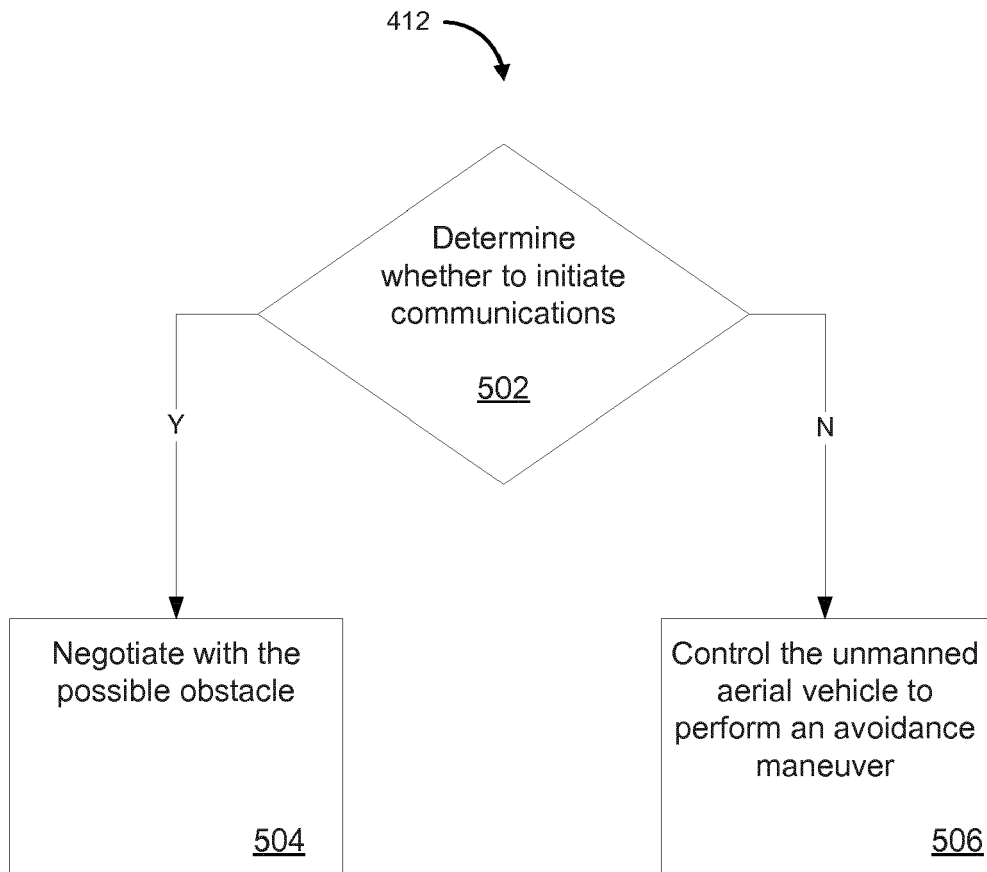 412
Determine
whether to initiate
communications
502
Y
N
Negotiate with the
possible obstacle
504
Control the unmanned
aerial vehicle to
perform an avoidance
maneuver
506